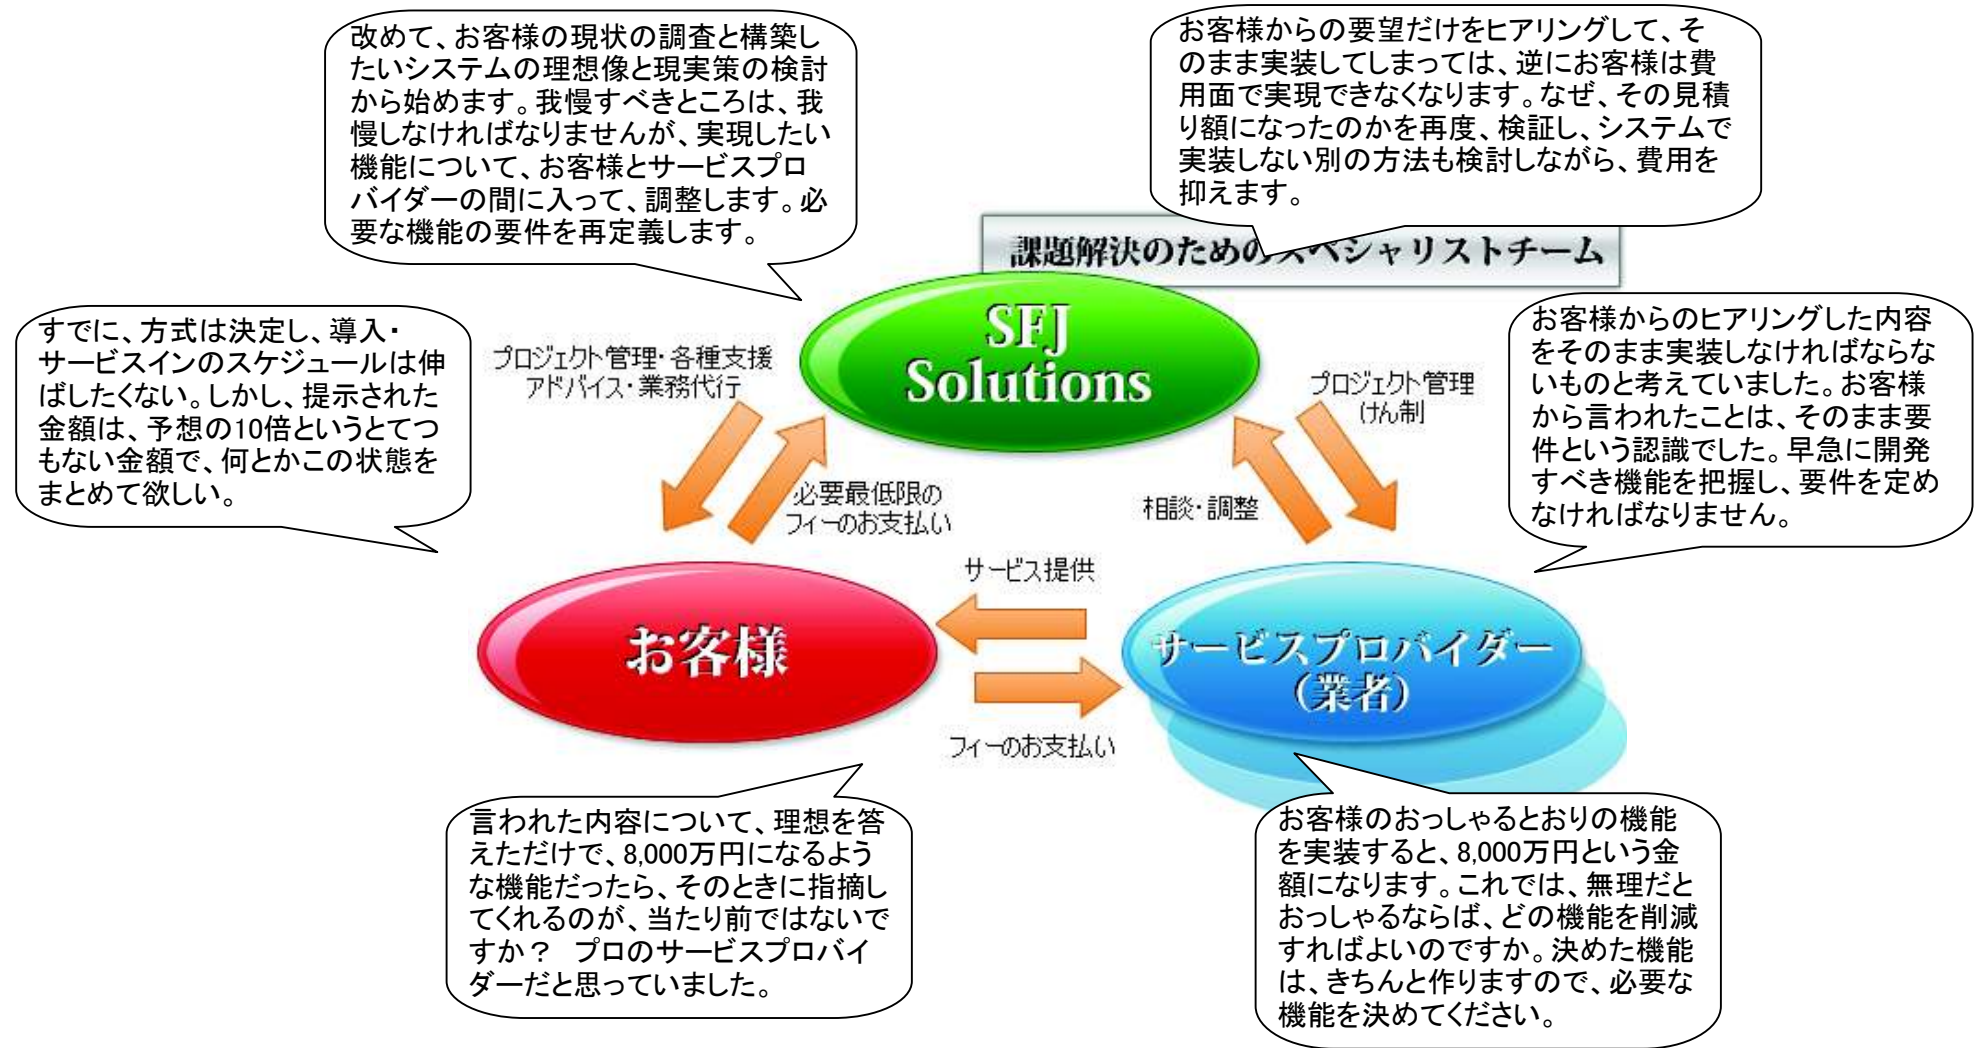 改めて、お客様の現状の調査と構築し
たいシステムの理想像と現実策の検討
から始めます。我慢すべきところは、我
慢しなければなりませんが、実現したい
機能について、お客様とサービスプロ
バイダーの間に入って、調整します。必
要な機能の要件を再定義します。
お客様からの要望だけをヒアリングして、そ
のまま実装してしまっては、逆にお客様は費
用面で実現できなくなります。なぜ、その見積
り額になったのかを再度、検証し、システムで
実装しない別の方法も検討しながら、費用を
抑えます。
課題解決のためのスペシャリストチーム
SFJ
Solutions
すでに、方式は決定し、導入・
サービスインのスケジュールは伸
ばしたくない。しかし、提示された
金額は、予想の10倍というとてつ
もない金額で、何とかこの状態を
まとめて欲しい。
プロジェクト管理・各種支援
アドバイス・業務代行
プロジェクト管理
けん制
お客様からのヒアリングした内容
をそのまま実装しなければならな
いものと考えていました。お客様
から言われたことは、そのまま要
件という認識でした。早急に開発
すべき機能を把握し、要件を定め
なければなりません。
必要最低限の
フィーのお支払い
相談・調整
サービス提供
お客様
サービスプロバイダー
(業者)
フィーのお支払い
言われた内容について、理想を答
えただけで、8,000万円になるよう
な機能だったら、そのときに指摘し
てくれるのが、当たり前ではないで
すか？　プロのサービスプロバイ
ダーだと思っていました。
お客様のおっしゃるとおりの機能
を実装すると、8,000万円という金
額になります。これでは、無理だと
おっしゃるならば、どの機能を削減
すればよいのですか。決めた機能
は、きちんと作りますので、必要な
機能を決めてください。